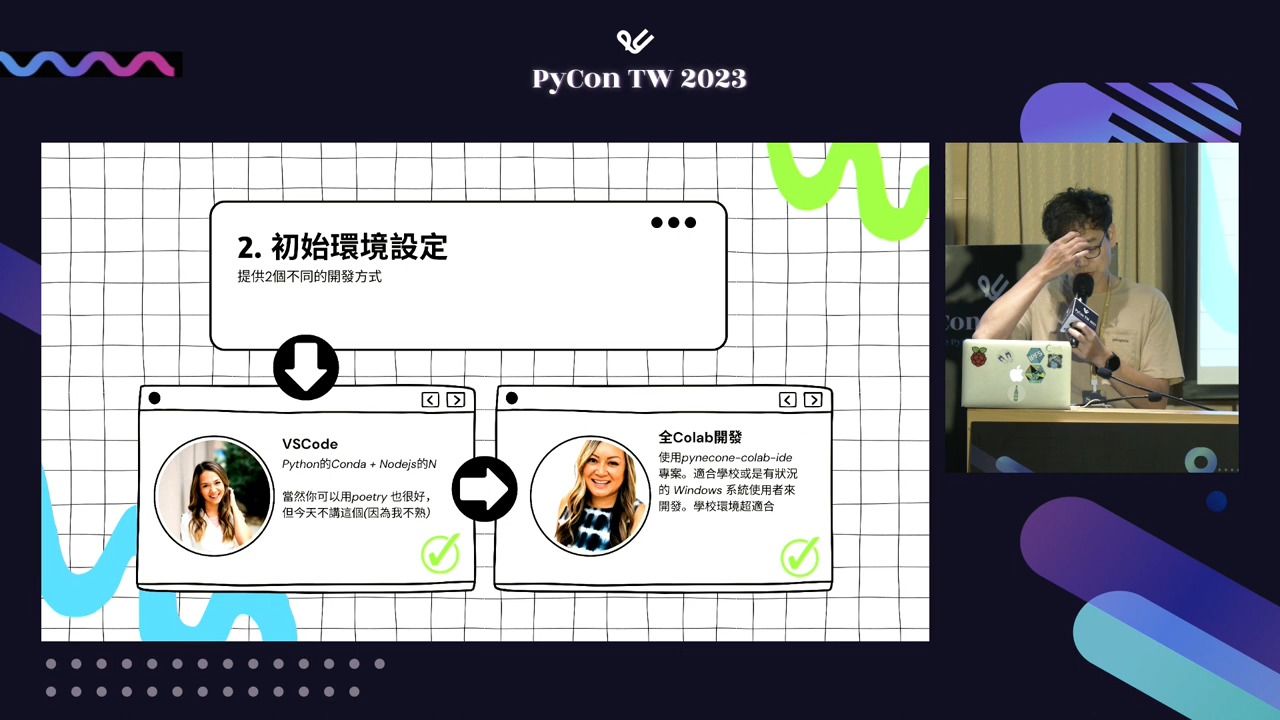 PyCon TW 2023
2. 初始環境設定
提供2個不同的開發方式
VSCode
Python的Conda + Nodejs的N
當然你可以用poetry 也很好，
但今天不講這個(因為我不熟)
全Colab開發
使用pynecone-colab-ide
專案。適合學校或是有狀況
的 Windows 系統使用者來
開發。學校環境超適合